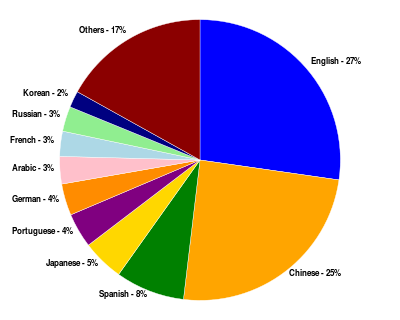 Others - 17%
English - 27%
Korean - 2%
Russian - 3%
French - 3%
Arabic - 3%
German - 4%
Portuguese - 4%
Japanese - 5%
Chinese - 25%
Spanish - 8%